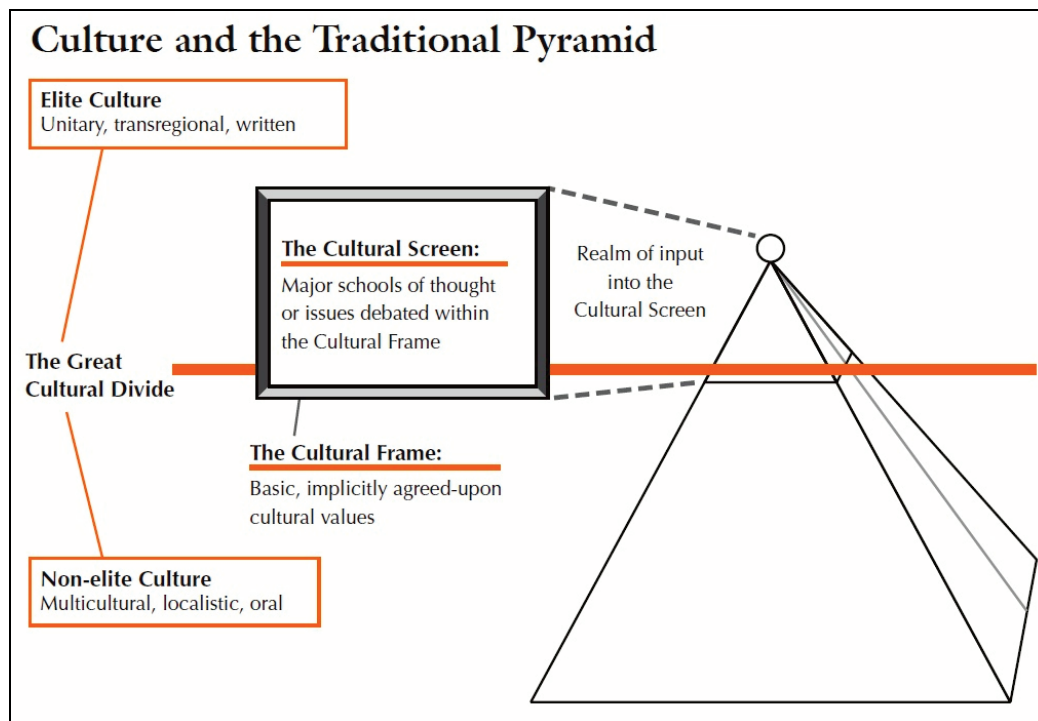 Culture and the Traditional Pyramid
Elite Culture
Unitary, transregional, written
The Cultural Screen:
Major schools of thought
or issues debated within
the Cultural Frame
Realm of input
into the
Cultural Screen
The Great
Cultural Divide
The Cultural Frame:
Basic, implicitly agreed-upon
cultural values
Non-elite Culture
Multicultural, localistic, oral